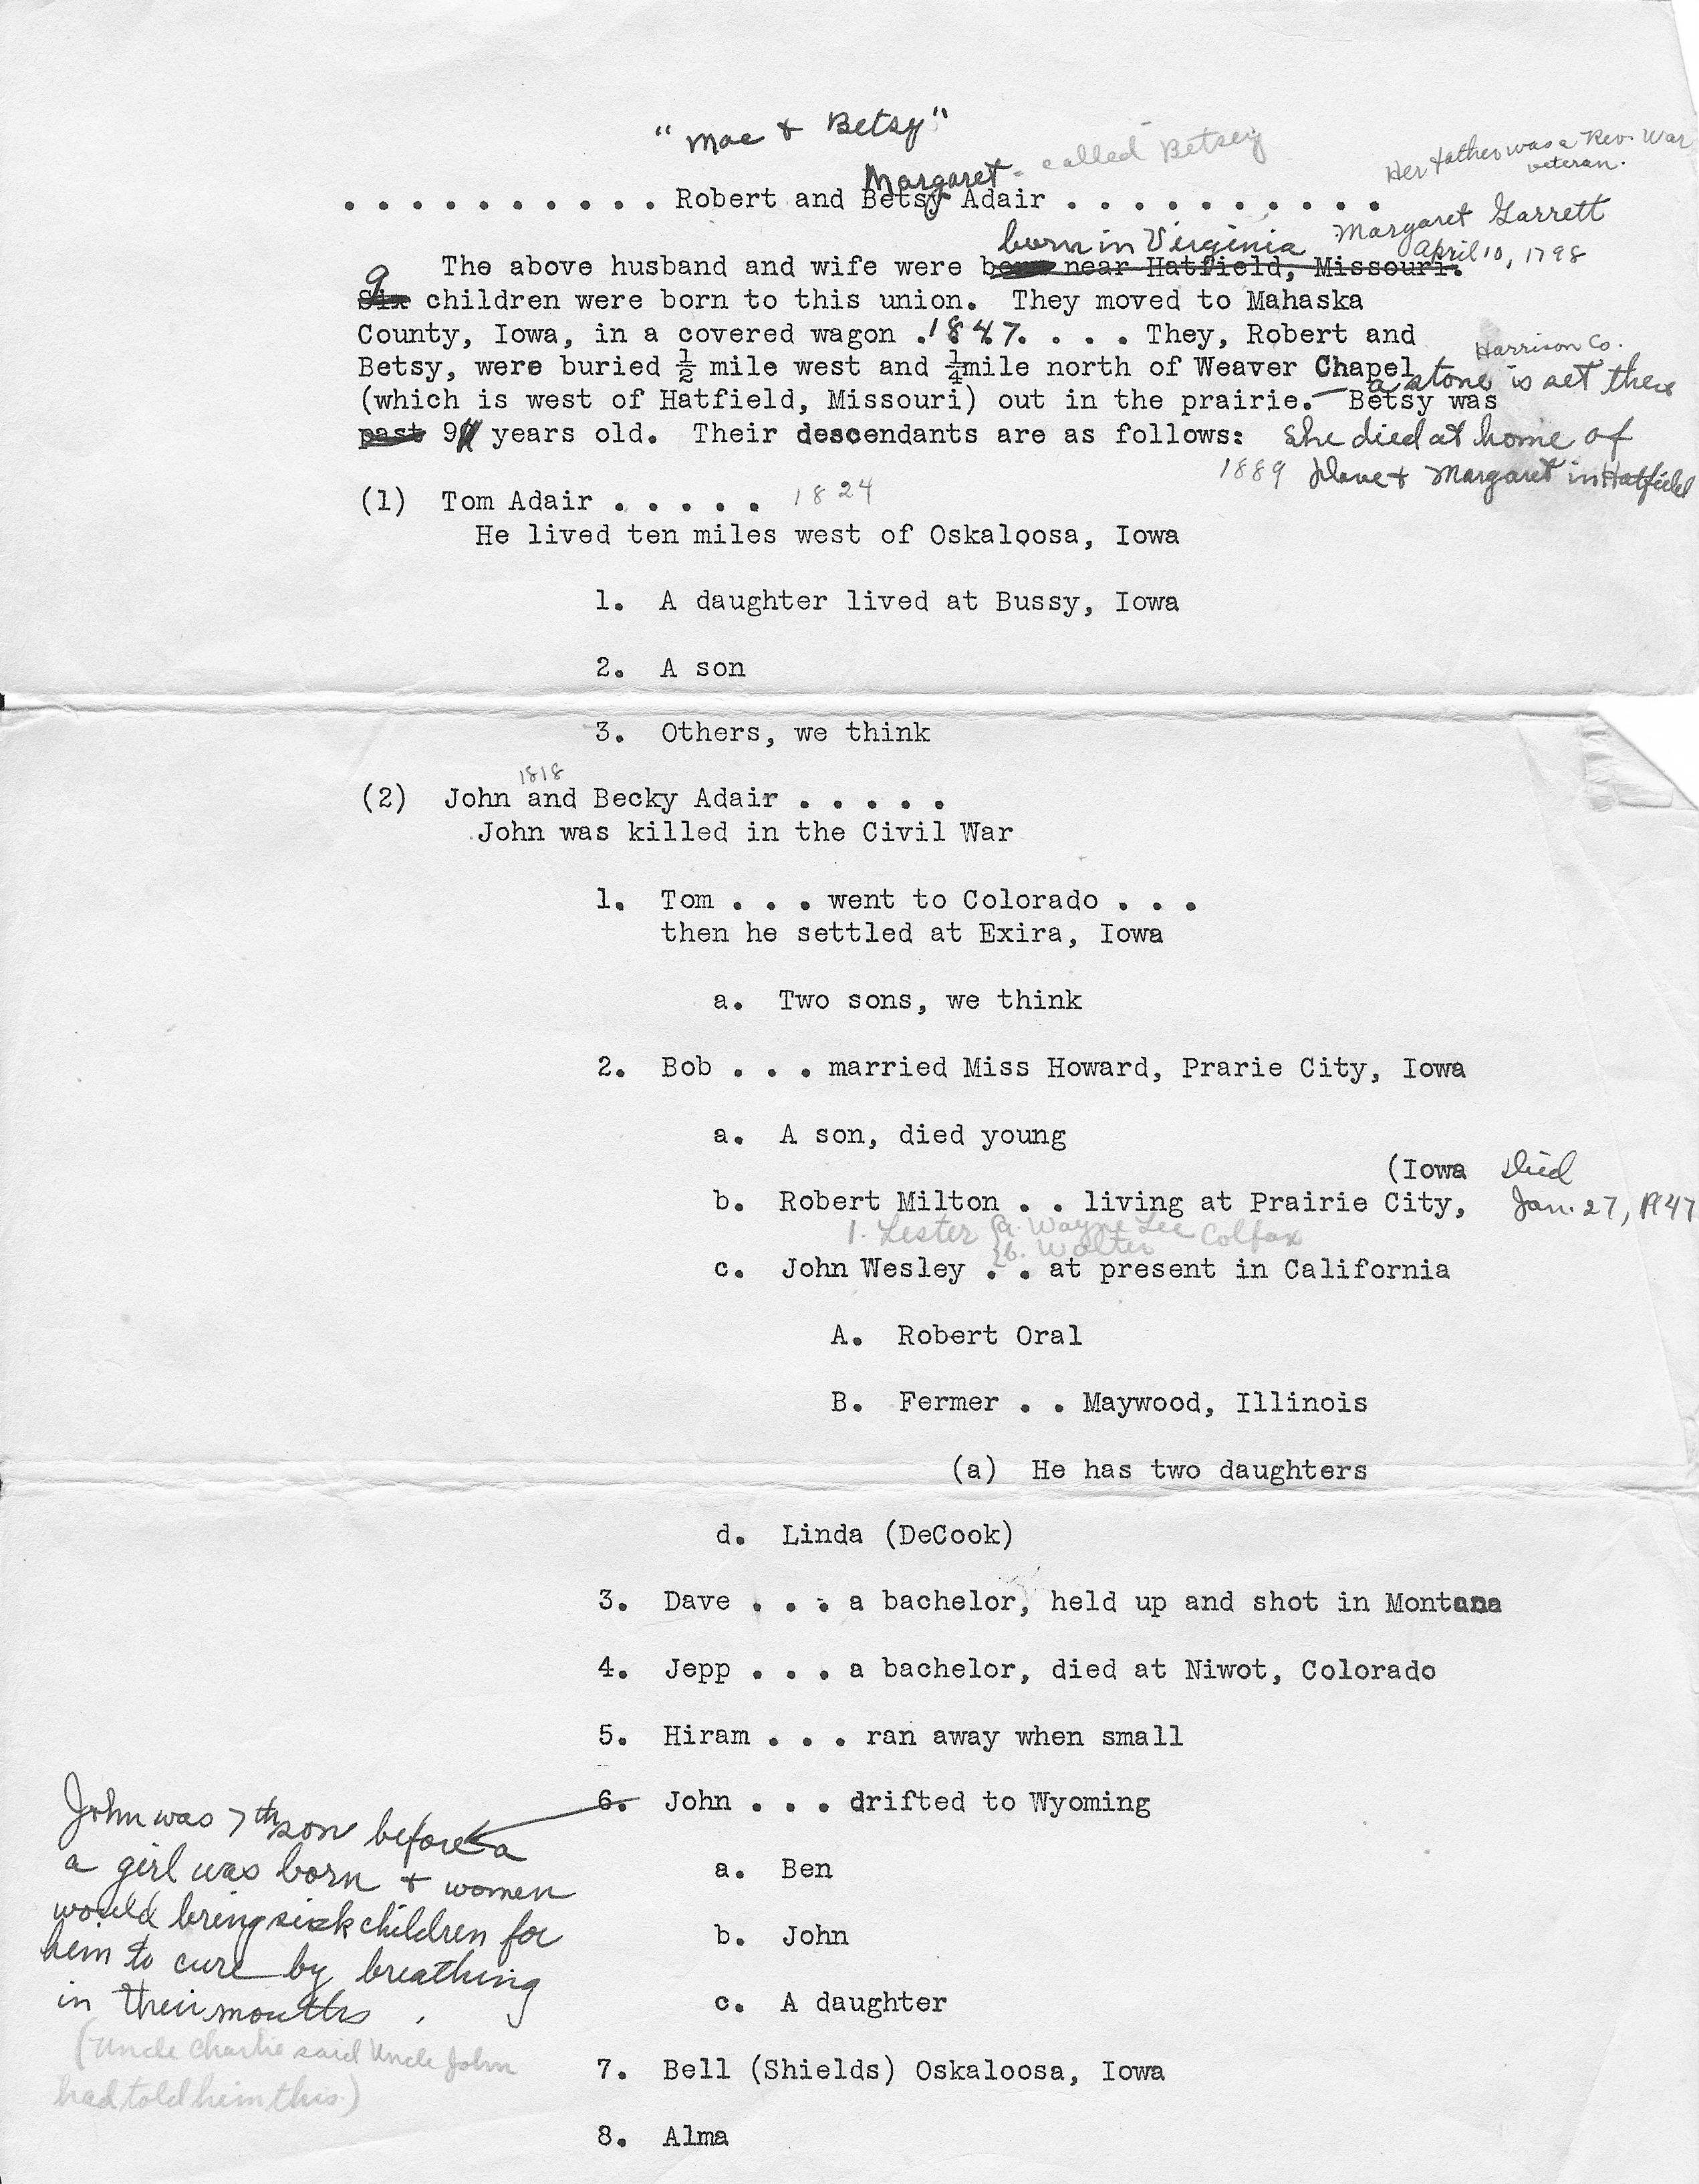 "Mac & Betsy"
Margaret - called Betsey
Her father was a Rev. War
veteran.
. . . . . . . . . . Robert and Betsy Adair . . . . . . . . . .
Margaret Garrett
April 10, 1798
born in Virginia
The above husband and wife were born near Hatfield, Missouri.
9
Six children were born to this union. They moved to Mahaska
County, Iowa, in a covered wagon .1847. . . . They, Robert and
Harrison Co.
Betsy, were buried ½ mile west and ¼mile north of Weaver Chapel
a stone is set there
(which is west of Hatfield, Missouri) out in the prairie. Betsy was
past 91 years old. Their descendants are as follows: She died at home of
1889 Dave & Margaret in Hatfield
(1) Tom Adair . . . . . 1824
He lived ten miles west of Oskaloosa, Iowa
1. A daughter lived at Bussy, Iowa
2. A son
3. Others, we think
1818
(2) John and Becky Adair . . . . .
John was killed in the Civil War
1. Tom . . . went to Colorado . . .
then he settled at Exira, Iowa
a. Two sons, we think
2. Bob . . . married Miss Howard, Prarie City, Iowa
a. A son, died young
(Iowa Died
b. Robert Milton . . living at Prairie City, Jan. 27, 1947
1. Lester {a. Wayne Lee Colfax
{b. Walter
c. John Wesley . . at present in California
A. Robert Oral
B. Fermer . . Maywood, Illinois
(a) He has two daughters
d. Linda (DeCook)
3. Dave . . . a bachelor, held up and shot in Montana
4. Jepp . . . a bachelor, died at Niwot, Colorado
5. Hiram . . . ran away when small
6. John . . . drifted to Wyoming
John was 7th son before a
a girl was born & women
would bring sick children for
him to cure by breathing
in their mouths.
(Uncle Charlie said Uncle John
had told him this)
a. Ben
b. John
c. A daughter
7. Bell (Shields) Oskaloosa, Iowa
8. Alma